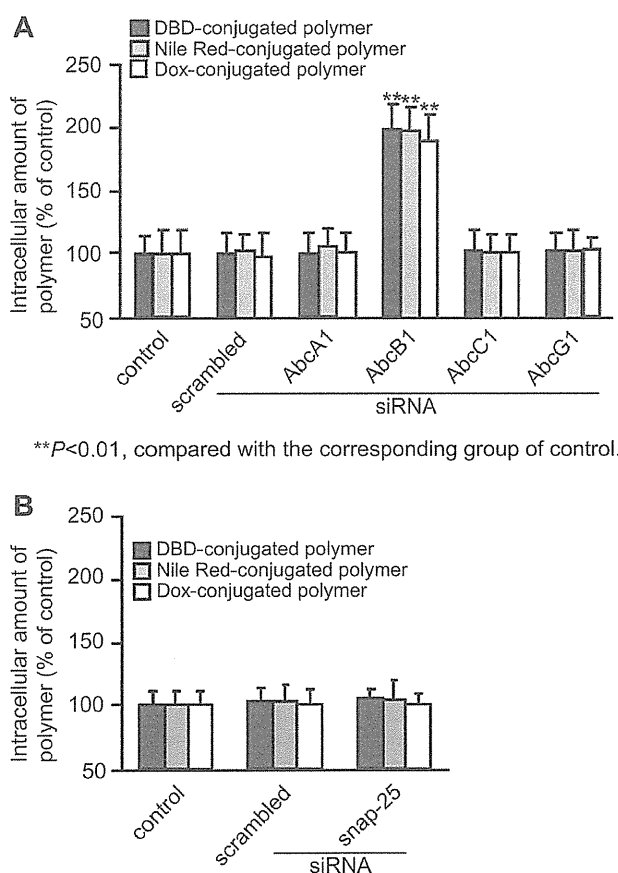 A
DBD-conjugated polymer
Nile Red-conjugated polymer
Dox-conjugated polymer
Intracellular amount of
polymer (% of control)
250
200
150
100
50
** ** **
control
scrambled
AbcA1
AbcB1
AbcC1
AbcG1
siRNA
**P<0.01, compared with the corresponding group of control.
B
DBD-conjugated polymer
Nile Red-conjugated polymer
Dox-conjugated polymer
Intracellular amount of
polymer (% of control)
250
200
150
100
50
control
scrambled
snap-25
siRNA